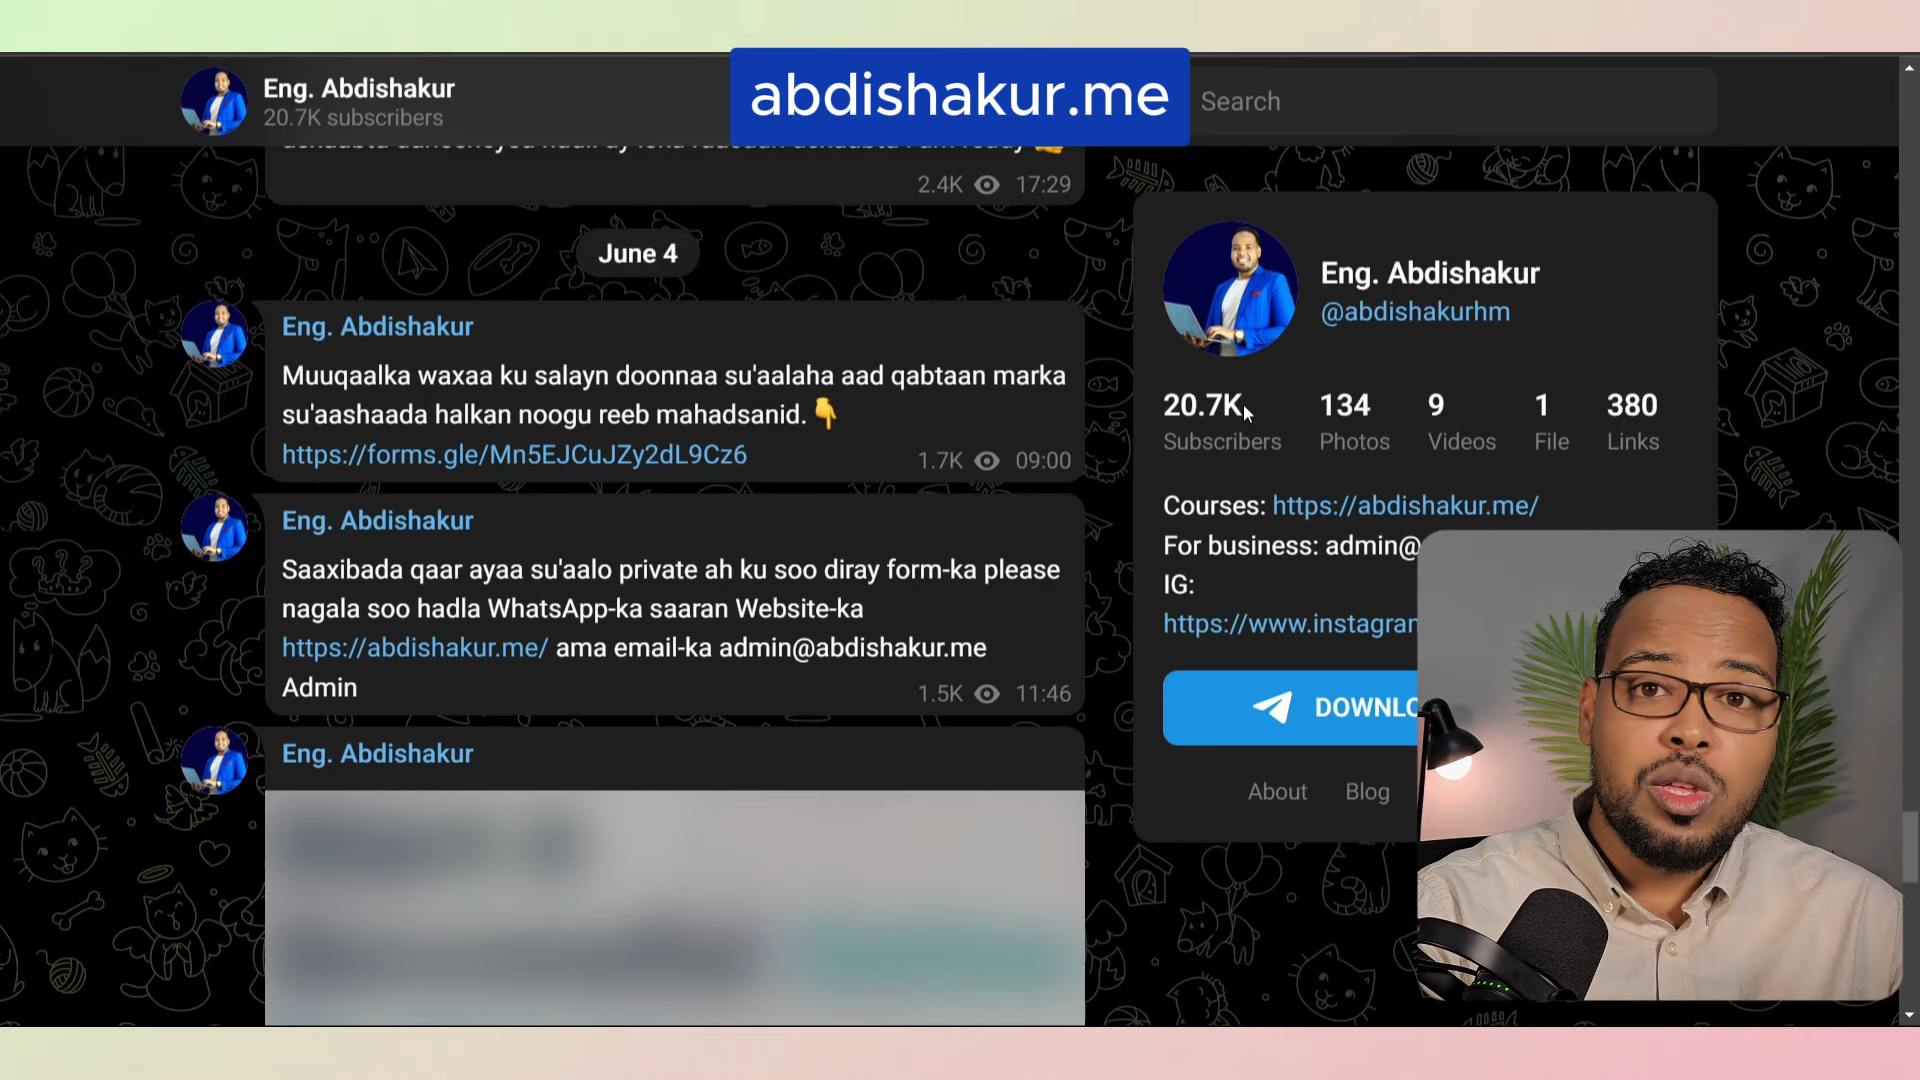 abdishakur.me
Eng. Abdishakur
20.7K subscribers
Search
2.4K 17:29
June 4
Eng. Abdishakur
Muuqaalka waxaa ku salayn doonnaa su'aalaha aad qabtaan marka
su'aashaada halkan noogu reeb mahadsanid. 👇
https://forms.gle/Mn5EJCuJZy2dL9Cz6
1.7K 09:00
Eng. Abdishakur
Saaxibada qaar ayaa su'aalo private ah ku soo diray form-ka please
nagala soo hadla WhatsApp-ka saaran Website-ka
https://abdishakur.me/ ama email-ka admin@abdishakur.me
Admin
1.5K 11:46
Eng. Abdishakur
Eng. Abdishakur
@abdishakurhm
20.7K 134 9 1 380
Subscribers Photos Videos File Links
Courses: https://abdishakur.me/
For business: admin@
IG:
https://www.instagram
DOWNLO
About Blog